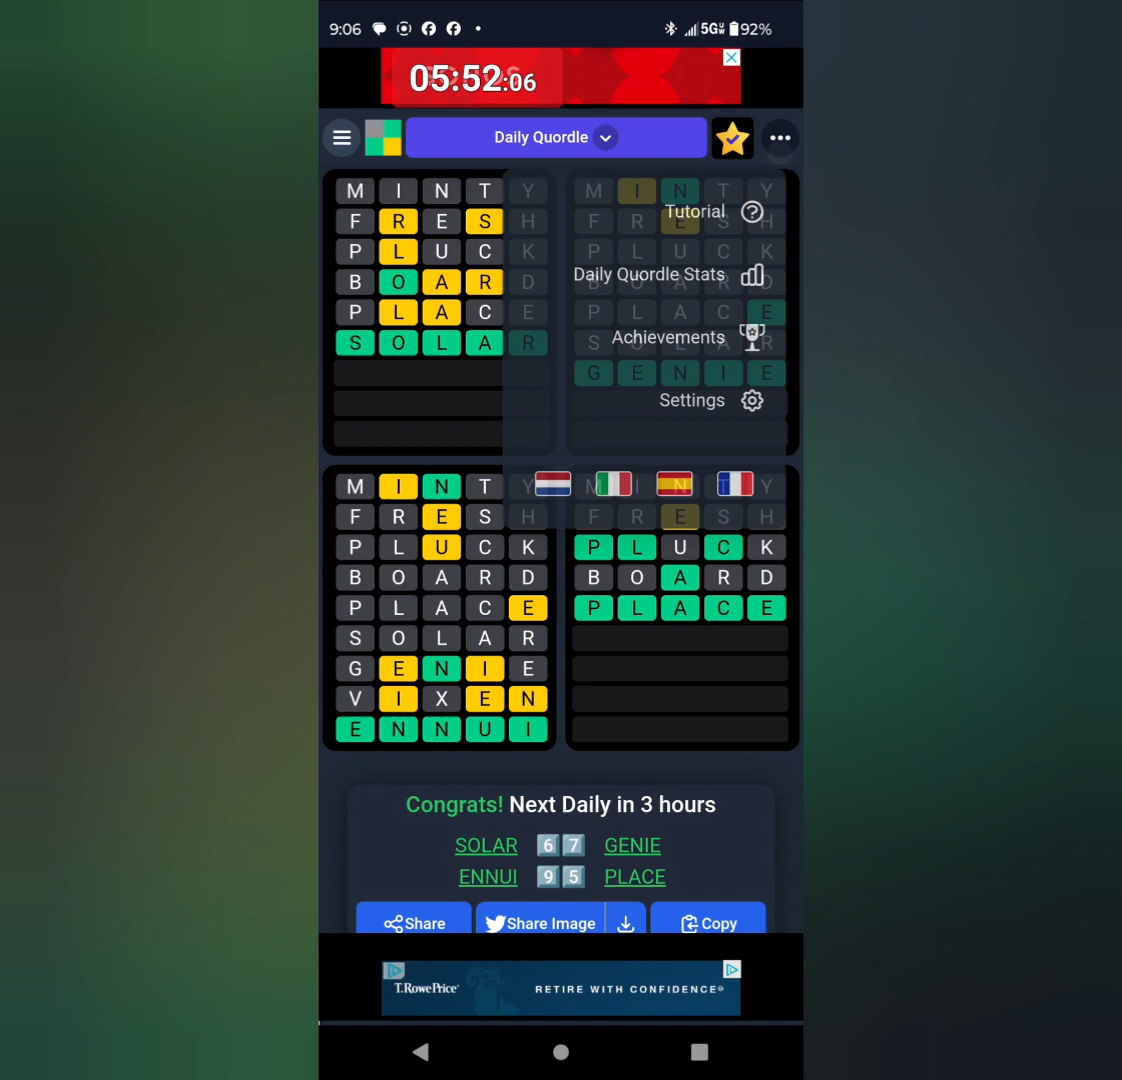 9:06 5G 92%
05:52:06
Daily Quordle
M I N T Y
F R E S H
P L U C K
B O A R D
P L A C E
S O L A R
M I N T Y
F R E S H
P L U C K
B O A R D
P L A C E
S O L A R
G E N I E
Tutorial
Daily Quordle Stats
Achievements
Settings
M I N T Y
F R E S H
P L U C K
B O A R D
P L A C E
S O L A R
G E N I E
V I X E N
E N N U I
M I N T Y
F R E S H
P L U C K
B O A R D
P L A C E
Congrats! Next Daily in 3 hours
SOLAR 6 7 GENIE
ENNUI 9 5 PLACE
Share Share Image Copy
T.RowePrice RETIRE WITH CONFIDENCE®